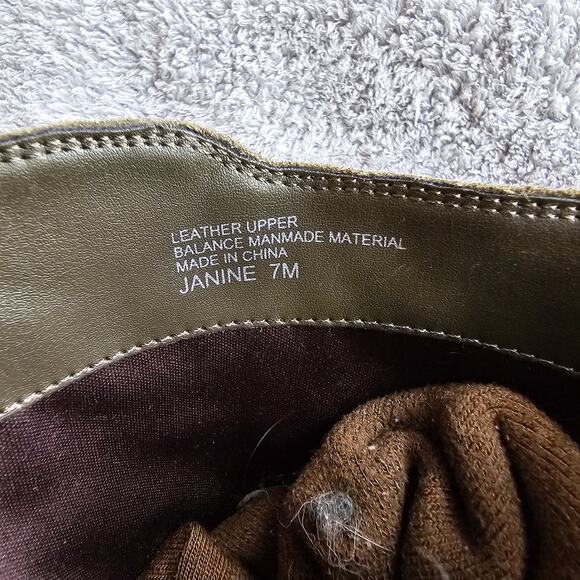 LEATHER UPPER
BALANCE MANMADE MATERIAL
MADE IN CHINA
JANINE 7M